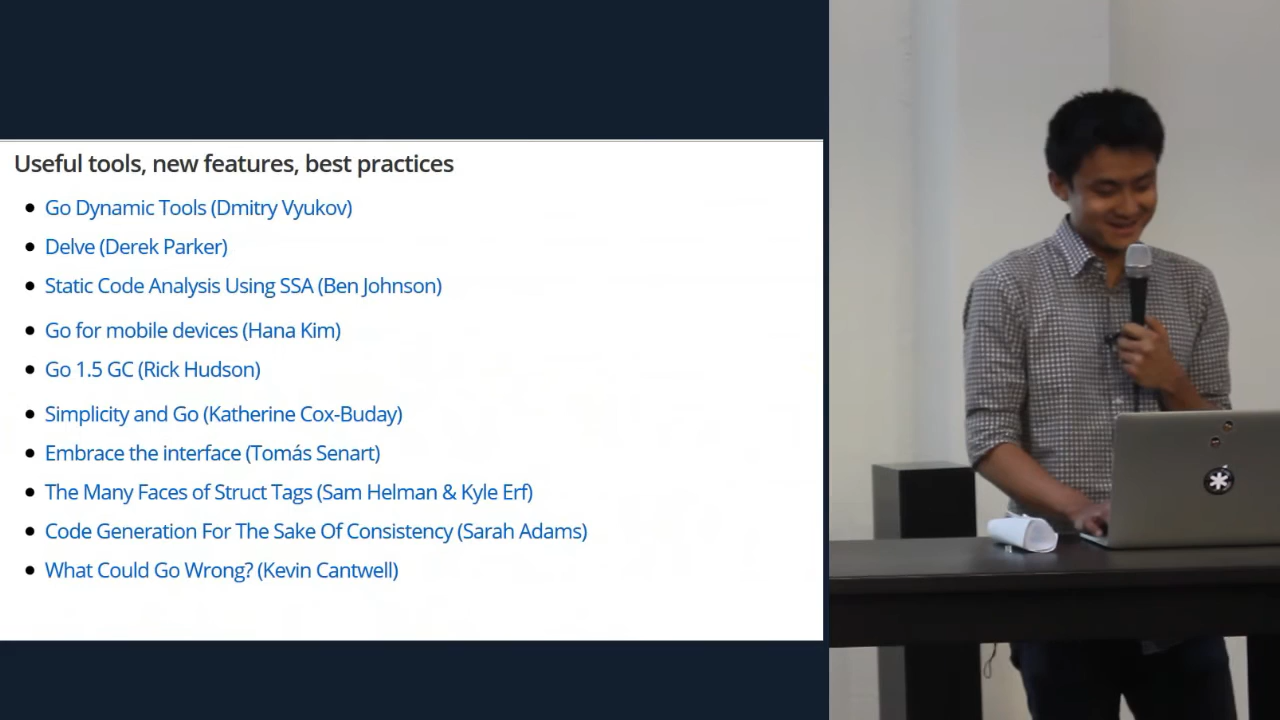 Useful tools, new features, best practices
Go Dynamic Tools (Dmitry Vyukov)
Delve (Derek Parker)
Static Code Analysis Using SSA (Ben Johnson)
Go for mobile devices (Hana Kim)
Go 1.5 GC (Rick Hudson)
Simplicity and Go (Katherine Cox-Buday)
Embrace the interface (Tomás Senart)
The Many Faces of Struct Tags (Sam Helman & Kyle Erf)
Code Generation For The Sake Of Consistency (Sarah Adams)
What Could Go Wrong? (Kevin Cantwell)